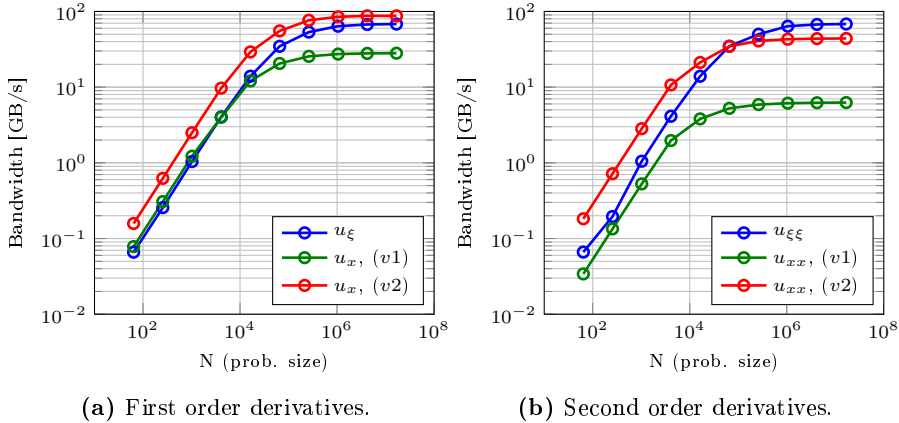 10^2
10^1
10^0
10^−1
10^−2
Bandwidth [GB/s]
u_ξ
u_x, (v1)
u_x, (v2)
10^2 10^4 10^6 10^8
N (prob. size)
(a) First order derivatives.
10^2
10^1
10^0
10^−1
10^−2
Bandwidth [GB/s]
u_ξξ
u_xx, (v1)
u_xx, (v2)
10^2 10^4 10^6 10^8
N (prob. size)
(b) Second order derivatives.